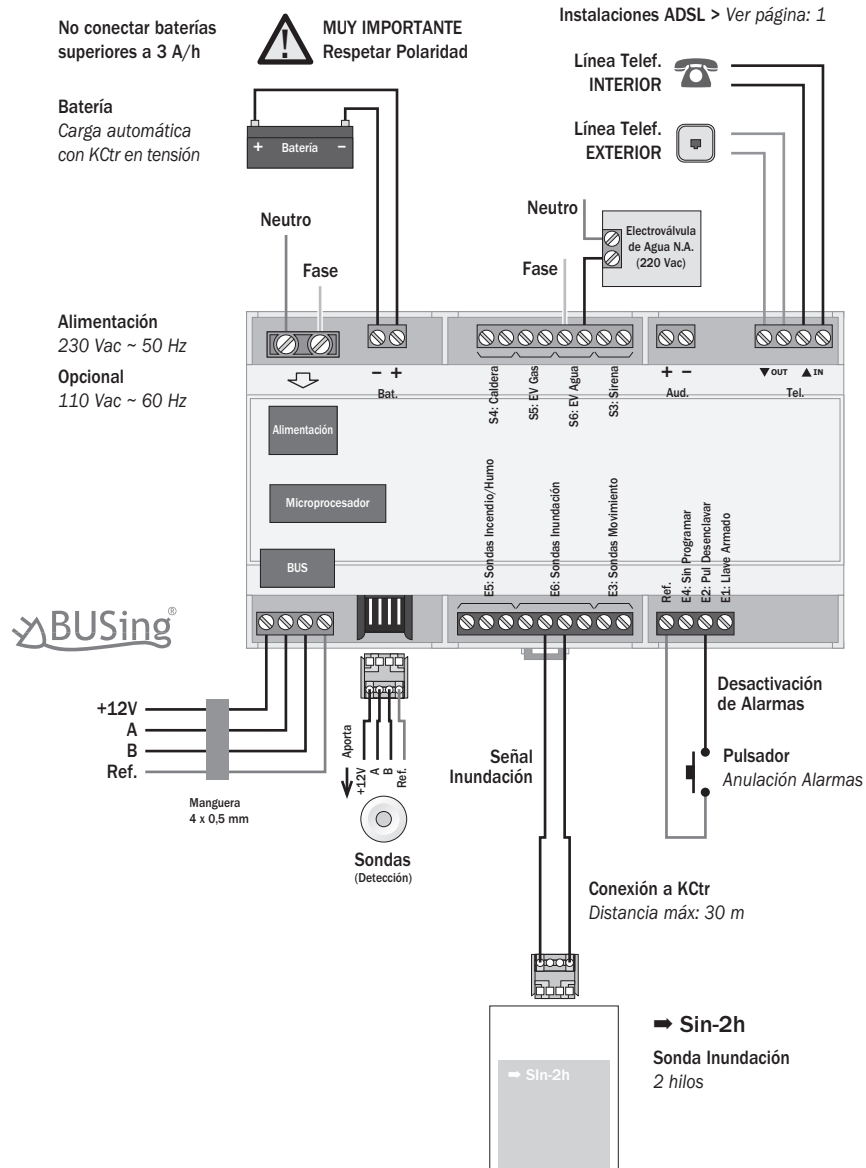 No conectar baterías
superiores a 3 A/h
MUY IMPORTANTE
Respetar Polaridad
Instalaciones ADSL > Ver página: 1
Línea Telef.
INTERIOR
Línea Telef.
EXTERIOR
Batería
Carga automática
con KCtr en tensión
+ Batería –
Neutro
Fase
Neutro
Fase
Electroválvula
de Agua N.A.
(220 Vac)
Alimentación
230 Vac ~ 50 Hz
Opcional
110 Vac ~ 60 Hz
– +
Bat.
S4: Caldera
S5: EV Gas
S6: EV Agua
S3: Sirena
+ –
Aud.
▼OUT ▲IN
Tel.
Alimentación
Microprocesador
BUS
E5: Sondas Incendio/Humo
E6: Sondas Inundación
E3: Sondas Movimiento
Ref.
E4: Sin Programar
E2: Pul Desenclavar
E1: Llave Armado
BUSing®
+12V
A
B
Ref.
Manguera
4 x 0,5 mm
Aporta
+12V
A
B
Ref.
Sondas
(Detección)
Señal
Inundación
Desactivación
de Alarmas
Pulsador
Anulación Alarmas
Conexión a KCtr
Distancia máx: 30 m
➡ Sin-2h
Sonda Inundación
2 hilos
➡ SIn-2h